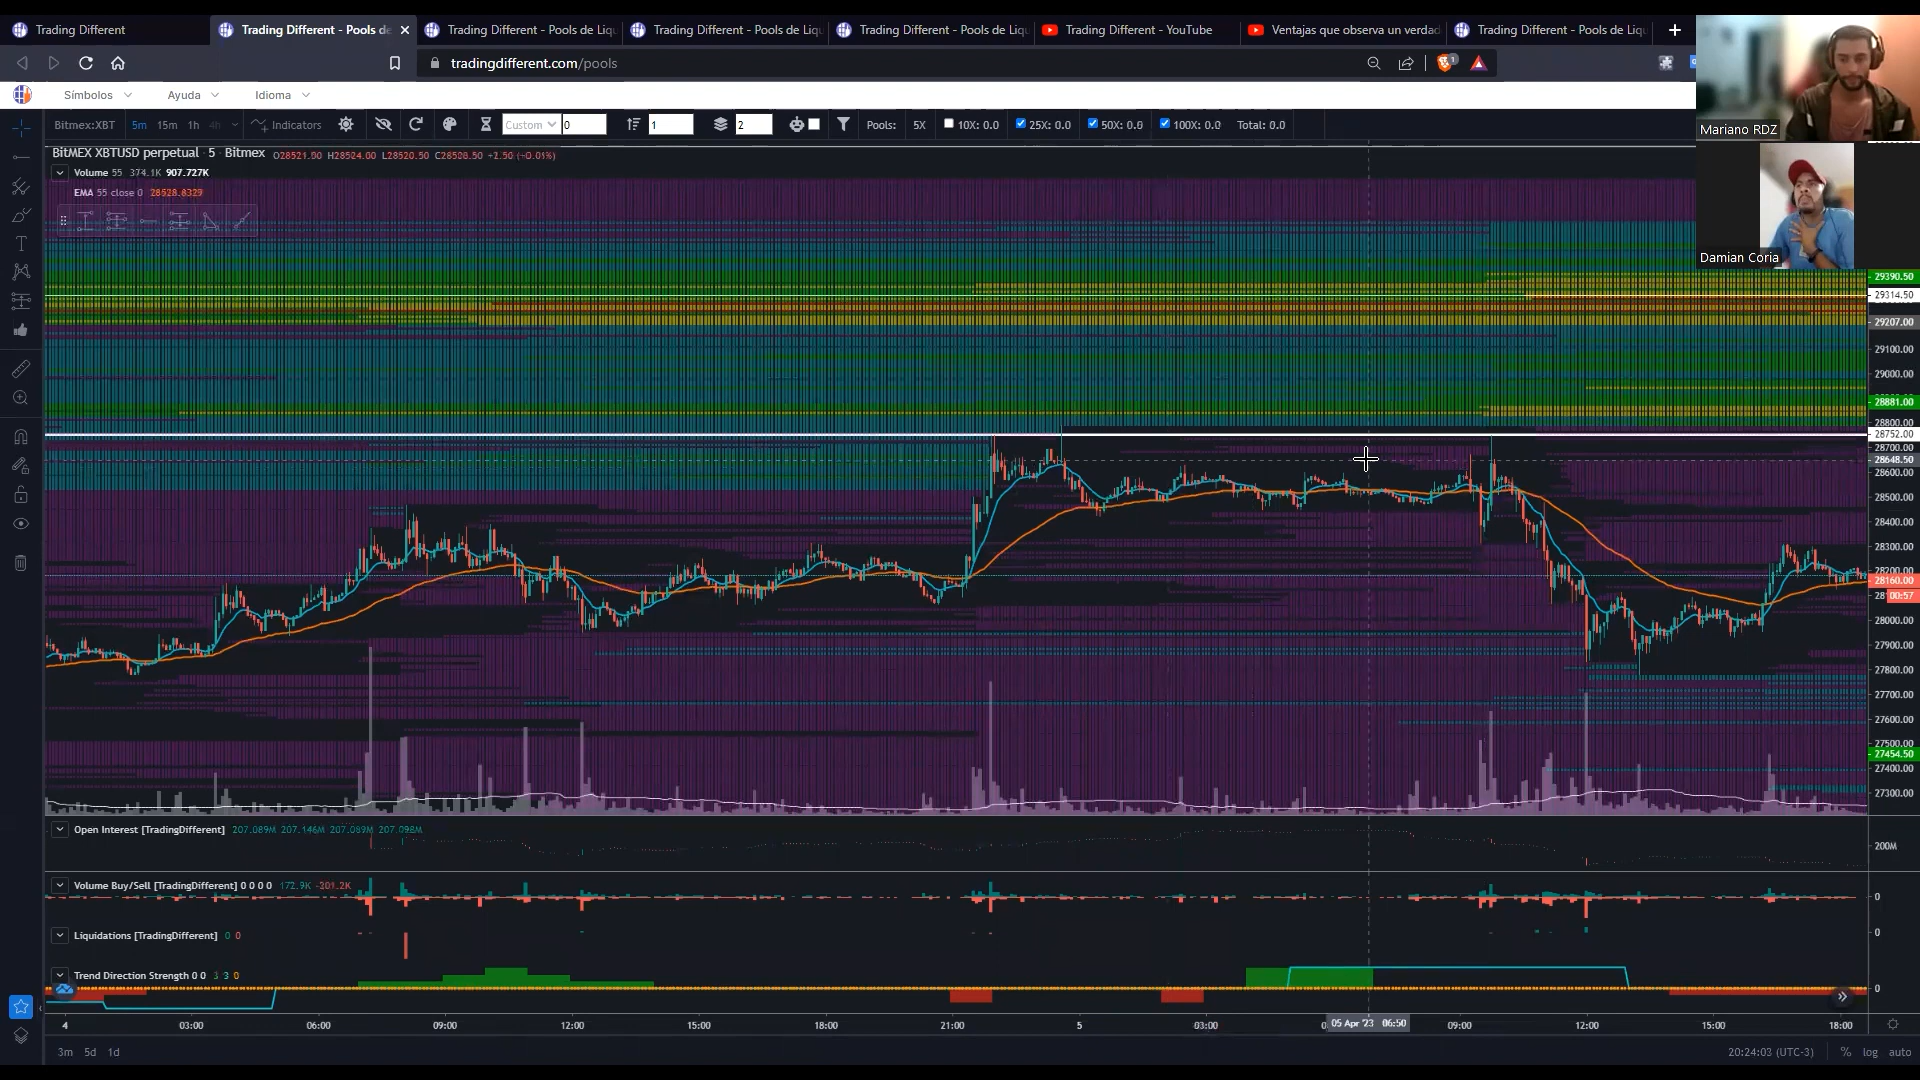 Trading Different
Trading Different - Pools de
Trading Different - Pools de Liqu
Trading Different - Pools de Liqu
Trading Different - Pools de Liqu
Trading Different - YouTube
Ventajas que observa un verdad
Trading Different - Pools de Liqu
tradingdifferent.com/pools
Símbolos
Ayuda
Idioma
Mariano RDZ
Bitmex:XBT 5m 15m 1h 4h Indicators Custom 0 1 2 Pools: 5X 10X: 0.0 25X: 0.0 50X: 0.0 100X: 0.0 Total: 0.0
BitMEX XBTUSD perpetual · 5 · Bitmex O28521.50 H28524.00 L28520.50
Volume 55 374.1K 907.727K
EMA 55 close 0 28528.8329
Damian Coria
29390.50
29314.50
29207.00
29100.00
29000.00
28881.00
28800.00
28752.00
28700.00
28648.50
28600.00
28500.00
28400.00
28300.00
28200.00
28160.00
00:57
28000.00
27900.00
27800.00
27700.00
27600.00
27500.00
27454.50
27400.00
27300.00
Open Interest [TradingDifferent] 207.089M 207.146M 207.089M 207.098M
200M
Volume Buy/Sell [TradingDifferent] 0 0 0 0 172.9K -201.2K
0
Liquidations [TradingDifferent] 0 0
0
Trend Direction Strength 0 0 3 3 0
0
4 03:00 06:00 09:00 12:00 15:00 18:00 21:00 5 03:00 05 Apr '23 06:50 09:00 12:00 15:00 18:00
3m 5d 1d
20:24:03 (UTC-3) % log auto